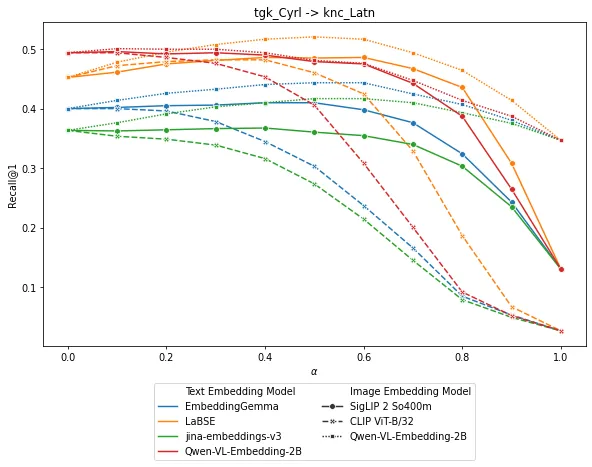 tgk_Cyrl -> knc_Latn
Recall@1
0.5
0.4
0.3
0.2
0.1
0.0 0.2 0.4 0.6 0.8 1.0
α
Text Embedding Model
EmbeddingGemma
LaBSE
jina-embeddings-v3
Qwen-VL-Embedding-2B
Image Embedding Model
SigLIP 2 So400m
CLIP ViT-B/32
Qwen-VL-Embedding-2B